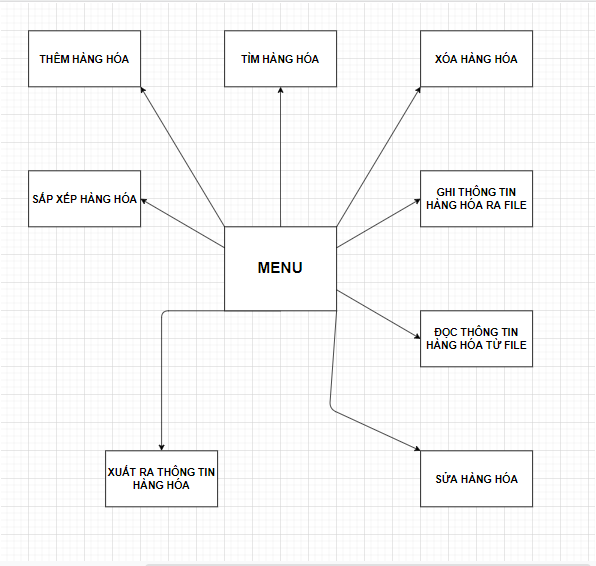 THÊM HÀNG HÓA
TÌM HÀNG HÓA
XÓA HÀNG HÓA
SẮP XẾP HÀNG HÓA
GHI THÔNG TIN
HÀNG HÓA RA FILE
MENU
ĐỌC THÔNG TIN
HÀNG HÓA TỪ FILE
XUẤT RA THÔNG TIN
HÀNG HÓA
SỬA HÀNG HÓA